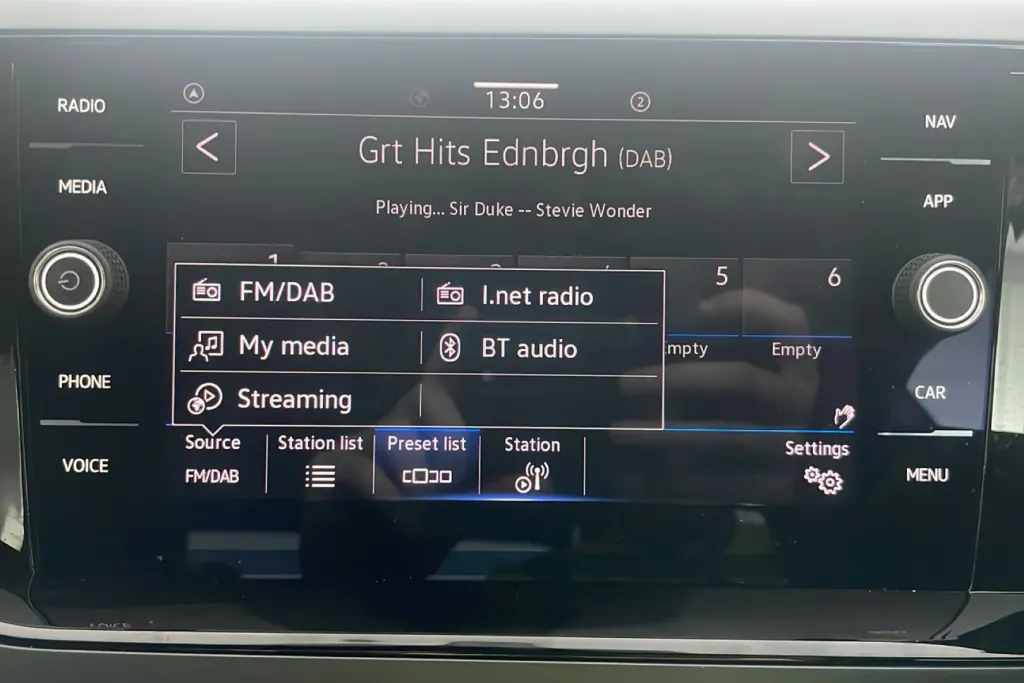 RADIO
MEDIA
PHONE
VOICE
13:06
2
Grt Hits Ednbrgh (DAB)
Playing... Sir Duke -- Stevie Wonder
1
5
6
Empty
FM/DAB
I.net radio
My media
BT audio
Streaming
Source
FM/DAB
Station list
Preset list
Station
Settings
NAV
APP
CAR
MENU